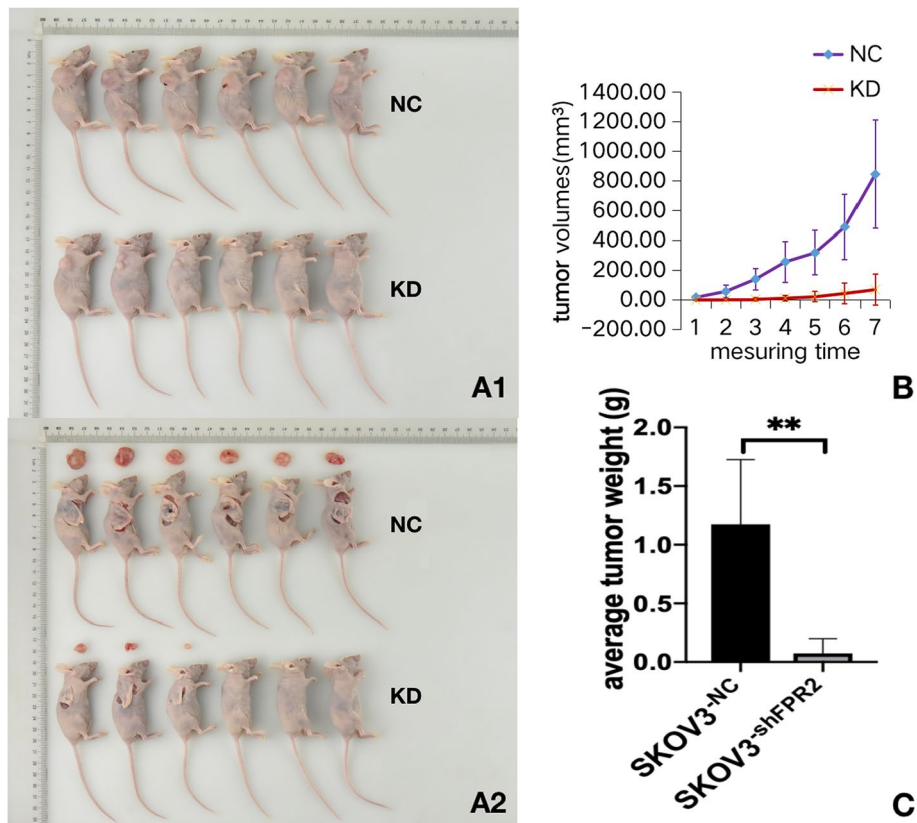 NC
KD
A1
NC
KD
A2
NC
KD
tumor volumes(mm³)
1400.00
1200.00
1000.00
800.00
600.00
400.00
200.00
0.00
-200.00
1 2 3 4 5 6 7
mesuring time
B
average tumor weight (g)
2.0
1.5
1.0
0.5
0.0
**
SKOV3-NC
SKOV3-shFPR2
C